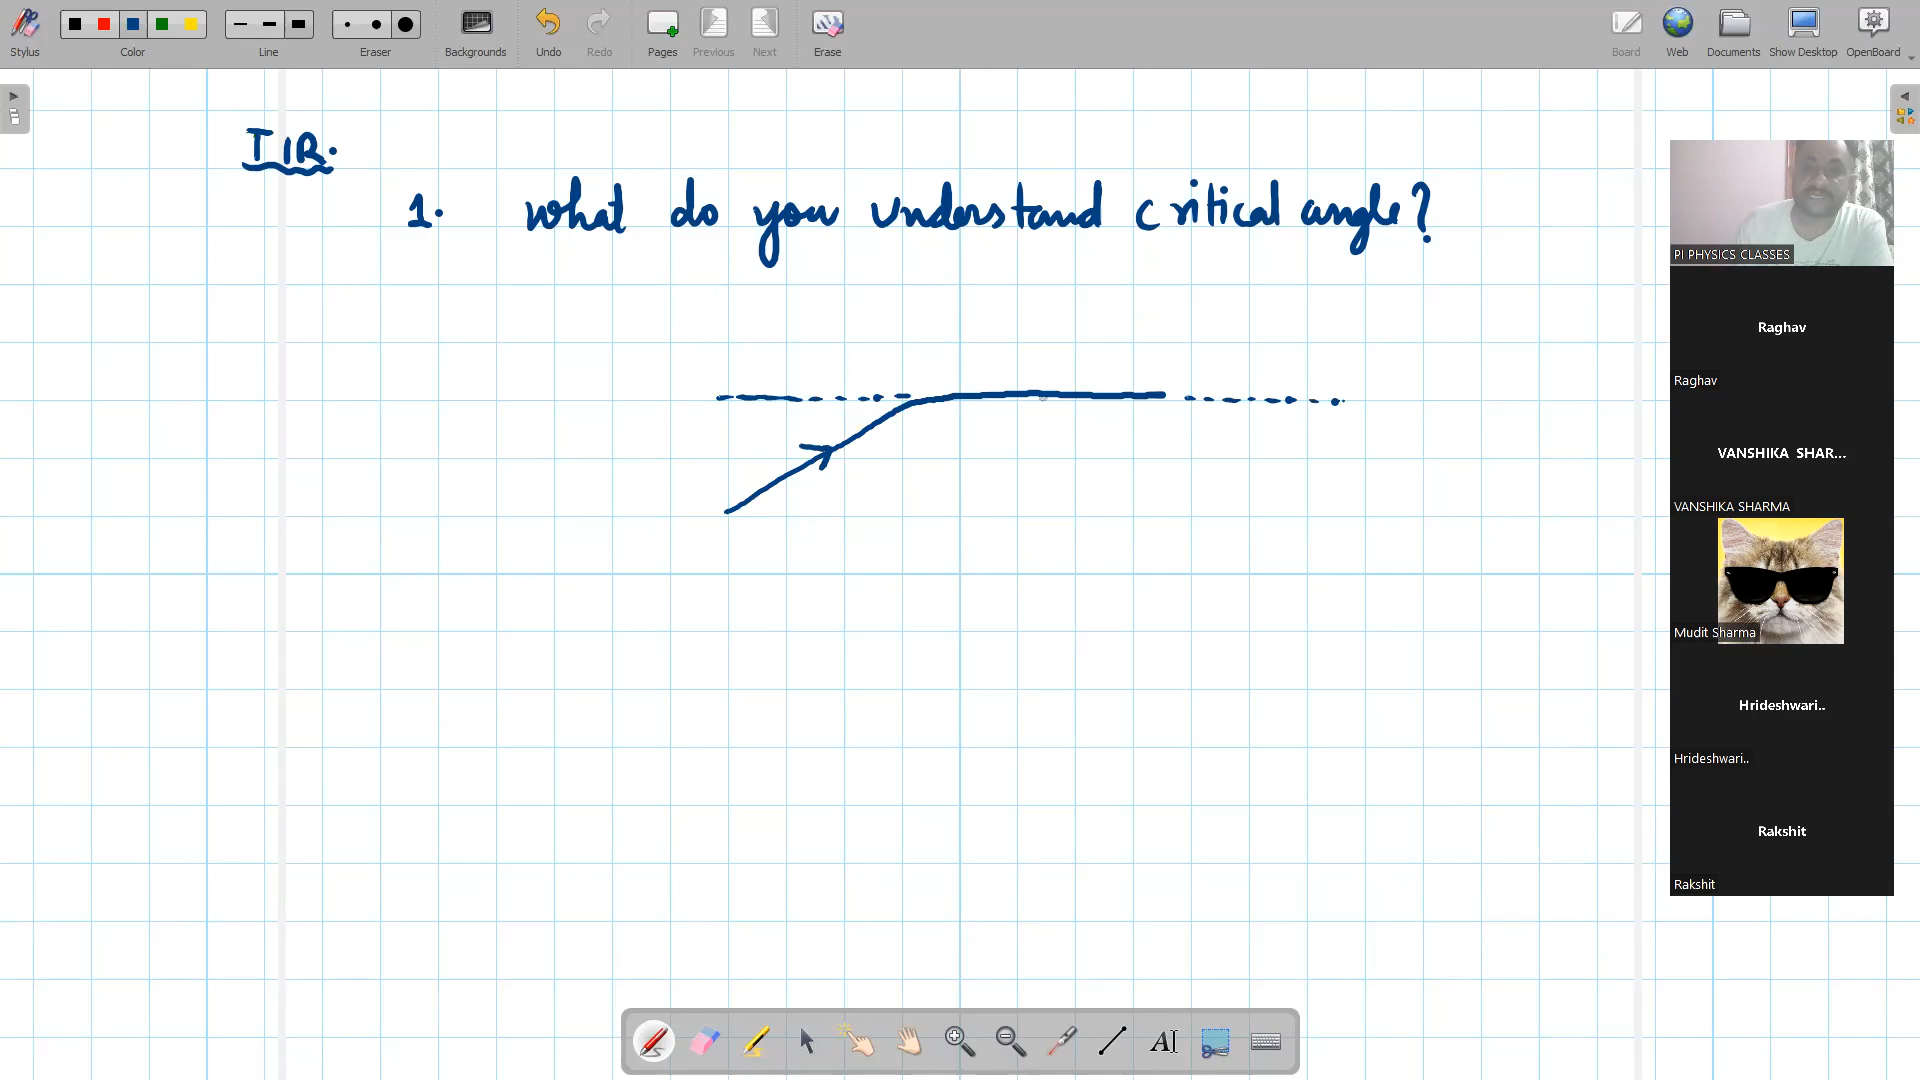 Stylus
Color
Line
Eraser
Backgrounds
Undo
Redo
Pages
Previous
Next
Erase
Board
Web
Documents
Show Desktop
OpenBoard
TIR.
1. What do you understand critical angle?
PI PHYSICS CLASSES
Raghav
Raghav
VANSHIKA SHAR...
VANSHIKA SHARMA
Mudit Sharma
Hrideshwari..
Hrideshwari..
Rakshit
Rakshit
A